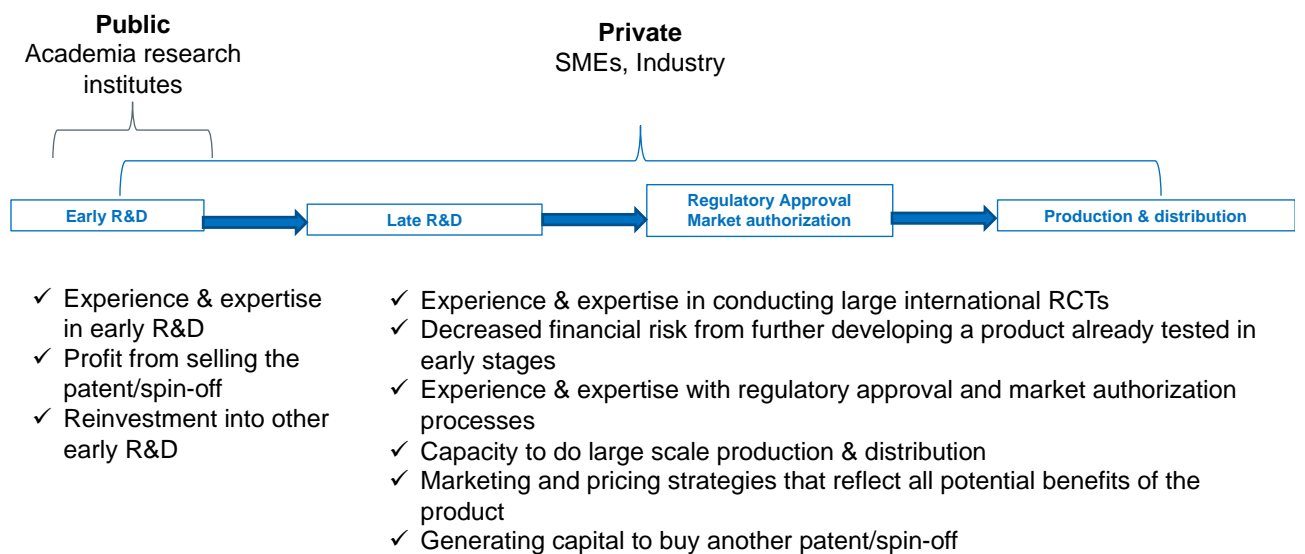 Public
Academia research
institutes
Private
SMEs, Industry
Early R&D
Late R&D
Regulatory Approval
Market authorization
Production & distribution
✓ Experience & expertise
in early R&D
✓ Profit from selling the
patent/spin-off
✓ Reinvestment into other
early R&D
✓ Experience & expertise in conducting large international RCTs
✓ Decreased financial risk from further developing a product already tested in
early stages
✓ Experience & expertise with regulatory approval and market authorization
processes
✓ Capacity to do large scale production & distribution
✓ Marketing and pricing strategies that reflect all potential benefits of the
product
✓ Generating capital to buy another patent/spin-off